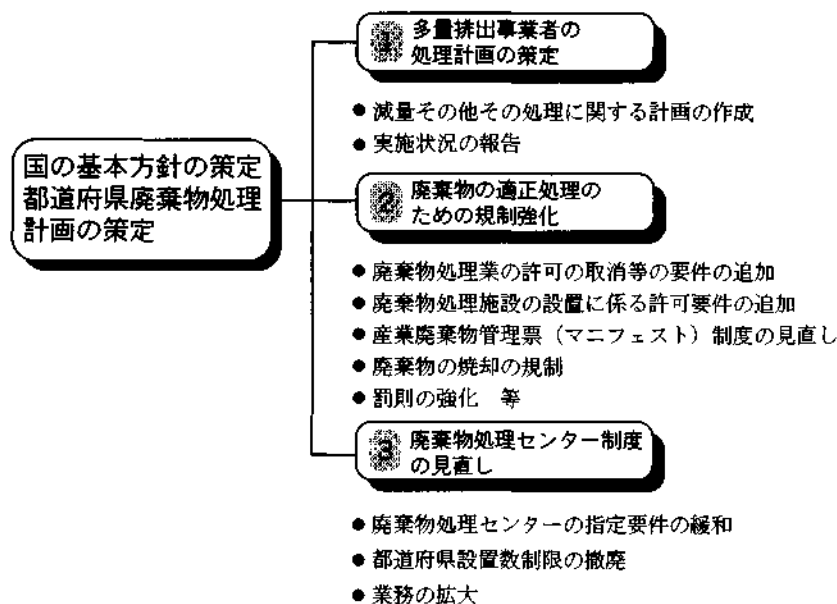 国の基本方針の策定
都道府県廃棄物処理
計画の策定
1 多量排出事業者の
処理計画の策定
● 減量その他その処理に関する計画の作成
● 実施状況の報告
2 廃棄物の適正処理の
ための規制強化
● 廃棄物処理業の許可の取消等の要件の追加
● 廃棄物処理施設の設置に係る許可要件の追加
● 産業廃棄物管理票（マニフェスト）制度の見直し
● 廃棄物の焼却の規制
● 罰則の強化　等
3 廃棄物処理センター制度
の見直し
● 廃棄物処理センターの指定要件の緩和
● 都道府県設置数制限の撤廃
● 業務の拡大